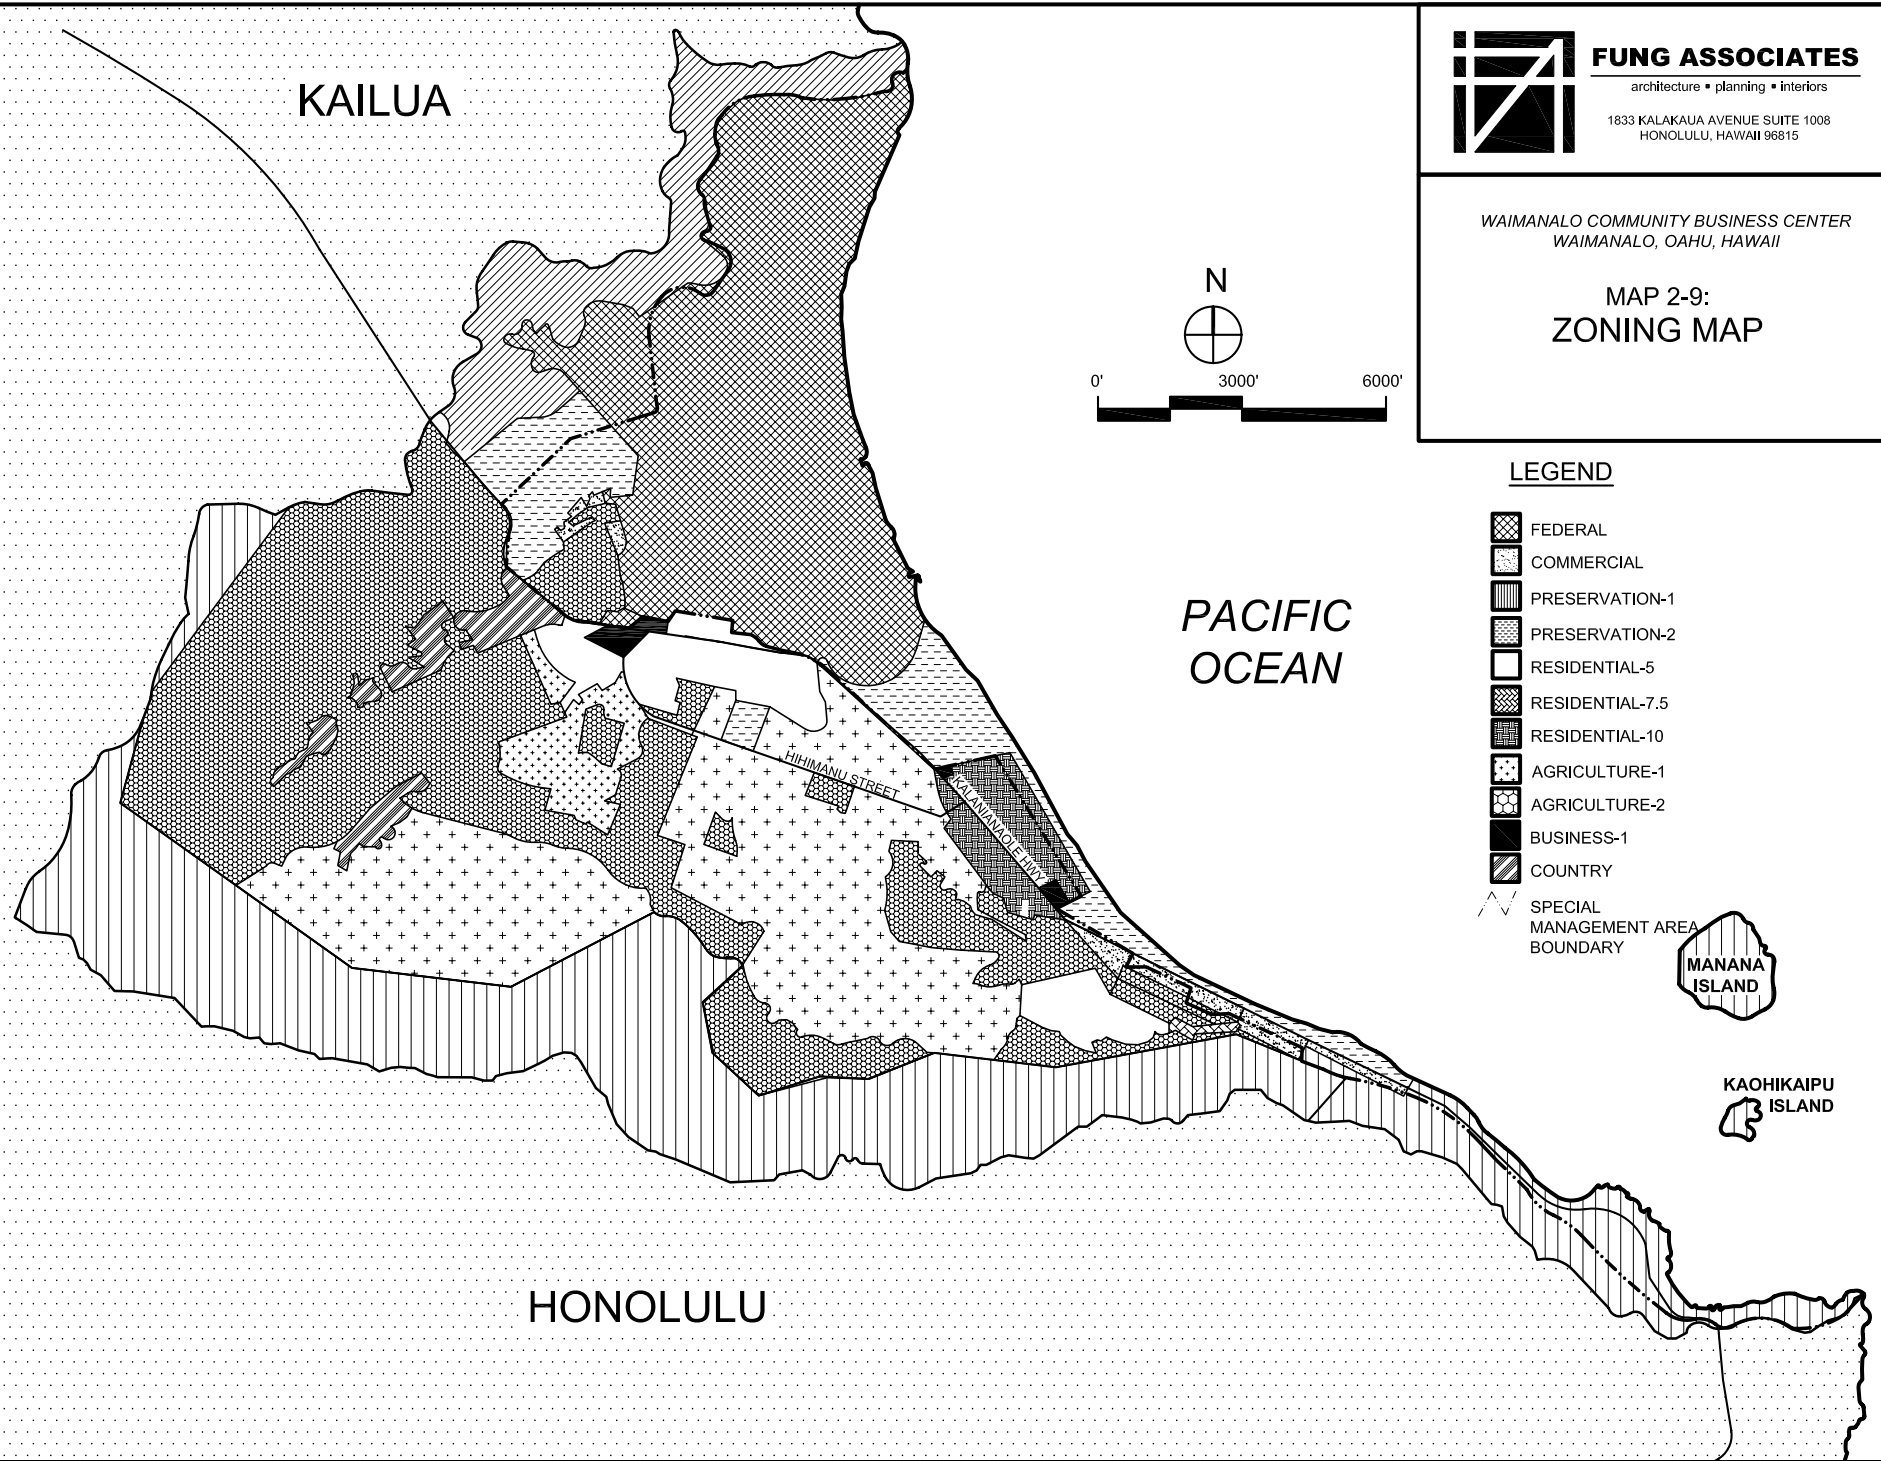 KAILUA
FUNG ASSOCIATES
architecture ▪ planning ▪ interiors
1833 KALAKAUA AVENUE SUITE 1008
HONOLULU, HAWAII 96815
WAIMANALO COMMUNITY BUSINESS CENTER
WAIMANALO, OAHU, HAWAII
MAP 2-9:
ZONING MAP
N
0' 3000' 6000'
LEGEND
FEDERAL
COMMERCIAL
PRESERVATION-1
PRESERVATION-2
RESIDENTIAL-5
RESIDENTIAL-7.5
RESIDENTIAL-10
AGRICULTURE-1
AGRICULTURE-2
BUSINESS-1
COUNTRY
SPECIAL
MANAGEMENT AREA
BOUNDARY
PACIFIC
OCEAN
HIHIMANU STREET
KALANIANAOLE HWY
MANANA
ISLAND
KAOHIKAIPU
ISLAND
HONOLULU